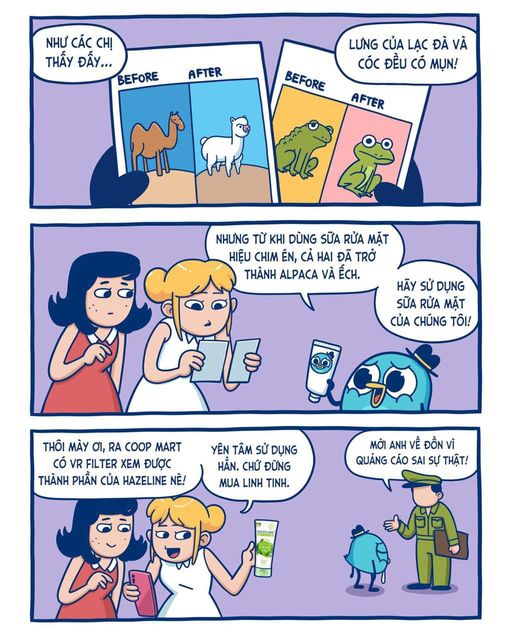 NHƯ CÁC CHỊ
THẤY ĐẤY...
LƯNG CỦA LẠC ĐÀ VÀ
CÓC ĐỀU CÓ MỤN!
BEFORE
AFTER
BEFORE
AFTER
NHƯNG TỪ KHI DÙNG SỮA RỬA MẶT
HIỆU CHIM ÉN, CẢ HAI ĐÃ TRỞ
THÀNH ALPACA VÀ ẾCH.
HÃY SỬ DỤNG
SỮA RỬA MẶT
CỦA CHÚNG TÔI!
THÔI MÀY ƠI, RA COOP MART
CÓ VR FILTER XEM ĐƯỢC
THÀNH PHẦN CỦA HAZELINE NÈ!
YÊN TÂM SỬ DỤNG
HẲN. CHỨ ĐỪNG
MUA LINH TINH.
MỜI ANH VỀ ĐỒN VÌ
QUẢNG CÁO SAI SỰ THẬT!
HAZELINE